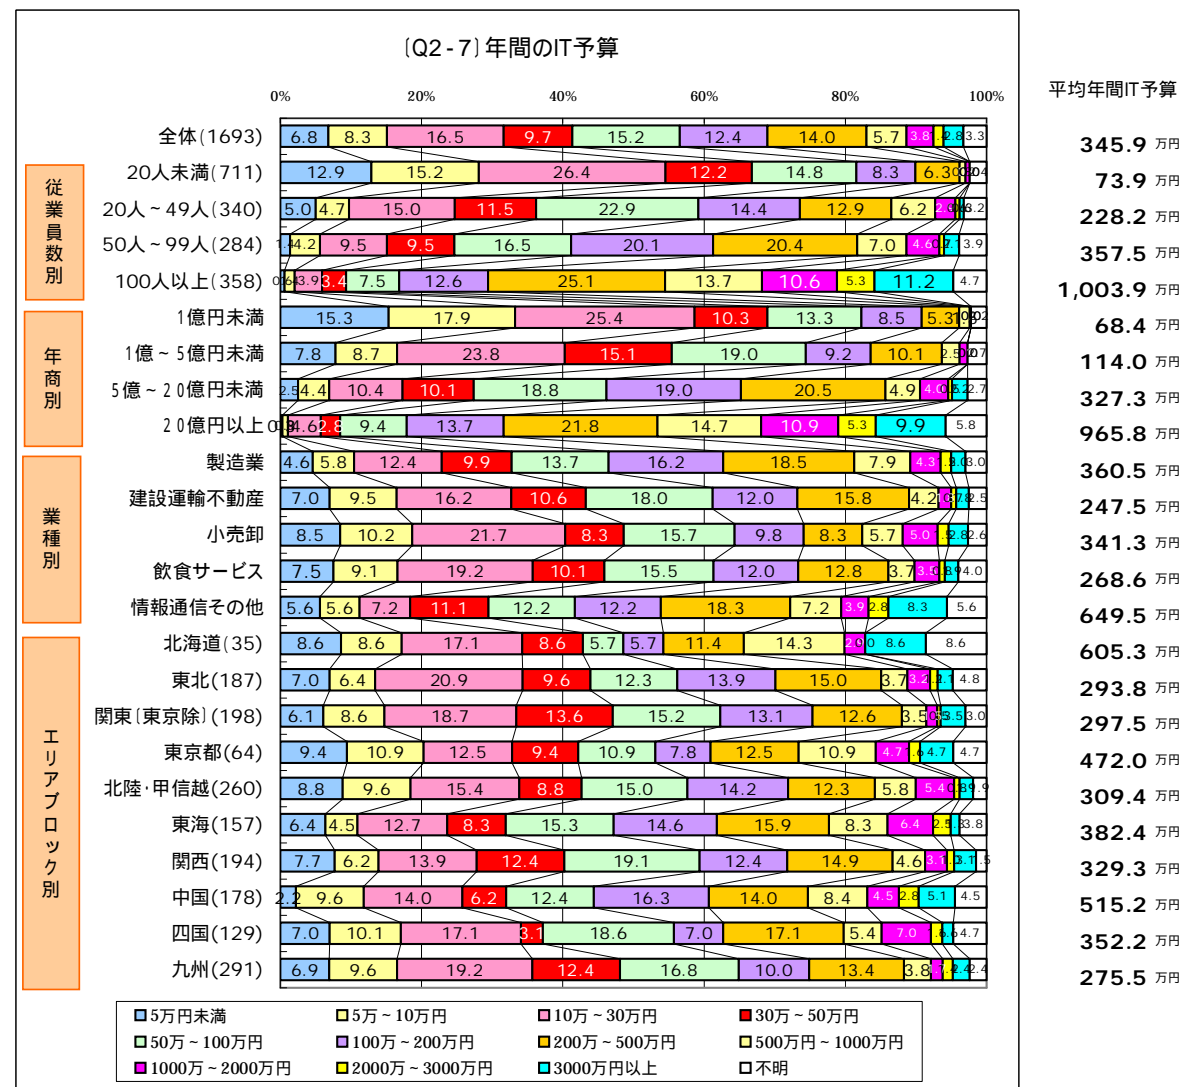 〔Q2-7〕年間のIT予算
平均年間IT予算
0% 20% 40% 60% 80% 100%
全体(1693) 6.8 8.3 16.5 9.7 15.2 12.4 14.0 5.7 3.8 2.8 3.3 345.9 万円
従業員数別
20人未満(711) 12.9 15.2 26.4 12.2 14.8 8.3 6.3 73.9 万円
20人~49人(340) 5.0 4.7 15.0 11.5 22.9 14.4 12.9 6.2 3.2 228.2 万円
50人~99人(284) 1.4 4.2 9.5 9.5 16.5 20.1 20.4 7.0 4.6 3.9 357.5 万円
100人以上(358) 3.9 3.4 7.5 12.6 25.1 13.7 10.6 5.3 11.2 4.7 1,003.9 万円
年商別
1億円未満 15.3 17.9 25.4 10.3 13.3 8.5 5.3 68.4 万円
1億~5億円未満 7.8 8.7 23.8 15.1 19.0 9.2 10.1 2.5 114.0 万円
5億~20億円未満 2.5 4.4 10.4 10.1 18.8 19.0 20.5 4.9 4.0 2.7 327.3 万円
20億円以上 4.6 2.8 9.4 13.7 21.8 14.7 10.9 5.3 9.9 5.8 965.8 万円
業種別
製造業 4.6 5.8 12.4 9.9 13.7 16.2 18.5 7.9 4.3 3.0 360.5 万円
建設運輸不動産 7.0 9.5 16.2 10.6 18.0 12.0 15.8 4.2 2.5 247.5 万円
小売卸 8.5 10.2 21.7 8.3 15.7 9.8 8.3 5.7 5.0 2.8 2.6 341.3 万円
飲食サービス 7.5 9.1 19.2 10.1 15.5 12.0 12.8 3.7 3.5 4.0 268.6 万円
情報通信その他 5.6 5.6 7.2 11.1 12.2 12.2 18.3 7.2 3.9 2.8 8.3 5.6 649.5 万円
エリアブロック別
北海道(35) 8.6 8.6 17.1 8.6 5.7 5.7 11.4 14.3 8.6 8.6 605.3 万円
東北(187) 7.0 6.4 20.9 9.6 12.3 13.9 15.0 3.7 3.2 4.8 293.8 万円
関東〔東京除〕(198) 6.1 8.6 18.7 13.6 15.2 13.1 12.6 3.5 3.5 3.0 297.5 万円
東京都(64) 9.4 10.9 12.5 9.4 10.9 7.8 12.5 10.9 4.7 1.6 4.7 4.7 472.0 万円
北陸・甲信越(260) 8.8 9.6 15.4 8.8 15.0 14.2 12.3 5.8 5.4 309.4 万円
東海(157) 6.4 4.5 12.7 8.3 15.3 14.6 15.9 8.3 6.4 2.5 3.8 382.4 万円
関西(194) 7.7 6.2 13.9 12.4 19.1 12.4 14.9 4.6 3.1 3.1 1.5 329.3 万円
中国(178) 2.2 9.6 14.0 6.2 12.4 16.3 14.0 8.4 4.5 2.8 5.1 4.5 515.2 万円
四国(129) 7.0 10.1 17.1 3.1 18.6 7.0 17.1 5.4 7.0 4.7 352.2 万円
九州(291) 6.9 9.6 19.2 12.4 16.8 10.0 13.4 3.8 2.4 2.4 275.5 万円
5万円未満 5万~10万円 10万~30万円 30万~50万円
50万~100万円 100万~200万円 200万~500万円 500万円~1000万円
1000万~2000万円 2000万~3000万円 3000万円以上 不明